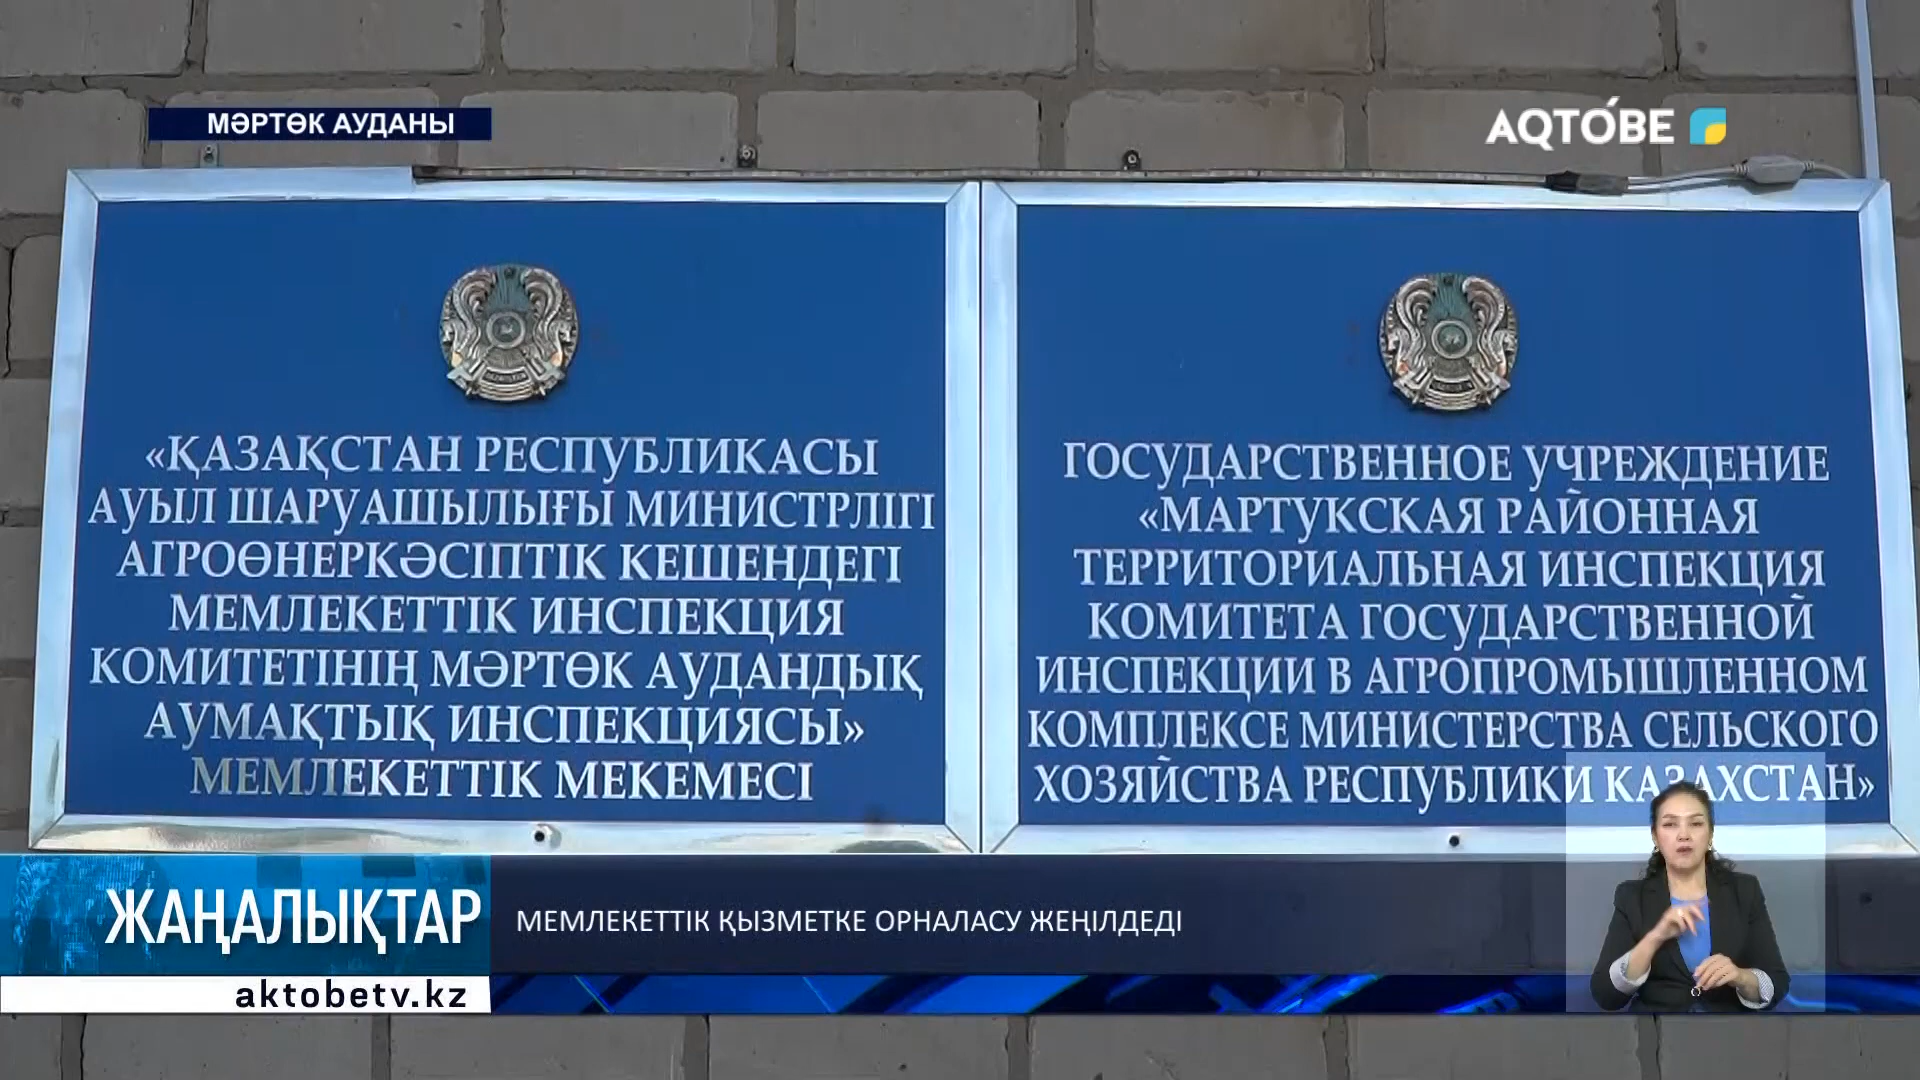 МӘРТӨК АУДАНЫ
AQTÓBE
«ҚАЗАҚСТАН РЕСПУБЛИКАСЫ
АУЫЛ ШАРУАШЫЛЫҒЫ МИНИСТРЛІГІ
АГРОӨНЕРКӘСІПТІК КЕШЕНДЕГІ
МЕМЛЕКЕТТІК ИНСПЕКЦИЯ
КОМИТЕТІНІҢ МӘРТӨК АУДАНДЫҚ
АУМАҚТЫҚ ИНСПЕКЦИЯСЫ»
МЕМЛЕКЕТТІК МЕКЕМЕСІ
ГОСУДАРСТВЕННОЕ УЧРЕЖДЕНИЕ
«МАРТУКСКАЯ РАЙОННАЯ
ТЕРРИТОРИАЛЬНАЯ ИНСПЕКЦИЯ
КОМИТЕТА ГОСУДАРСТВЕННОЙ
ИНСПЕКЦИИ В АГРОПРОМЫШЛЕННОМ
КОМПЛЕКСЕ МИНИСТЕРСТВА СЕЛЬСКОГО
ХОЗЯЙСТВА РЕСПУБЛИКИ КАЗАХСТАН»
ЖАҢАЛЫҚТАР
МЕМЛЕКЕТТІК ҚЫЗМЕТКЕ ОРНАЛАСУ ЖЕҢІЛДЕДІ
aktobetv.kz